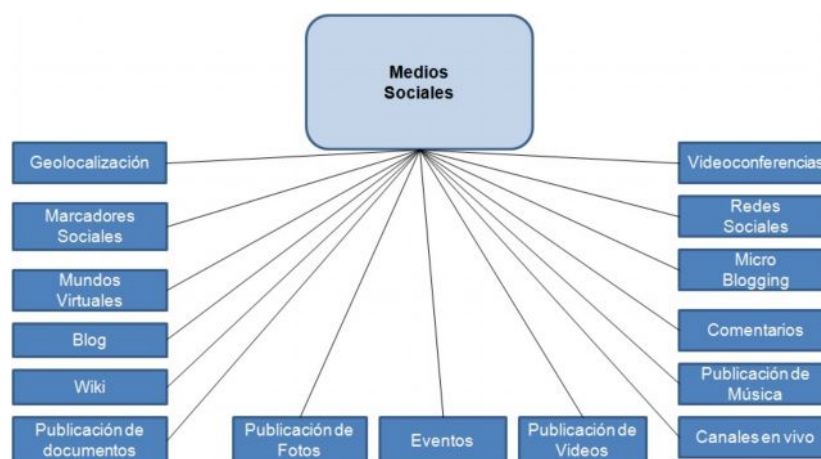 Medios
Sociales
Geolocalización
Marcadores
Sociales
Mundos
Virtuales
Blog
Wiki
Publicación de
documentos
Publicación de
Fotos
Eventos
Publicación de
Videos
Videoconferencias
Redes
Sociales
Micro
Blogging
Comentarios
Publicación de
Música
Canales en vivo